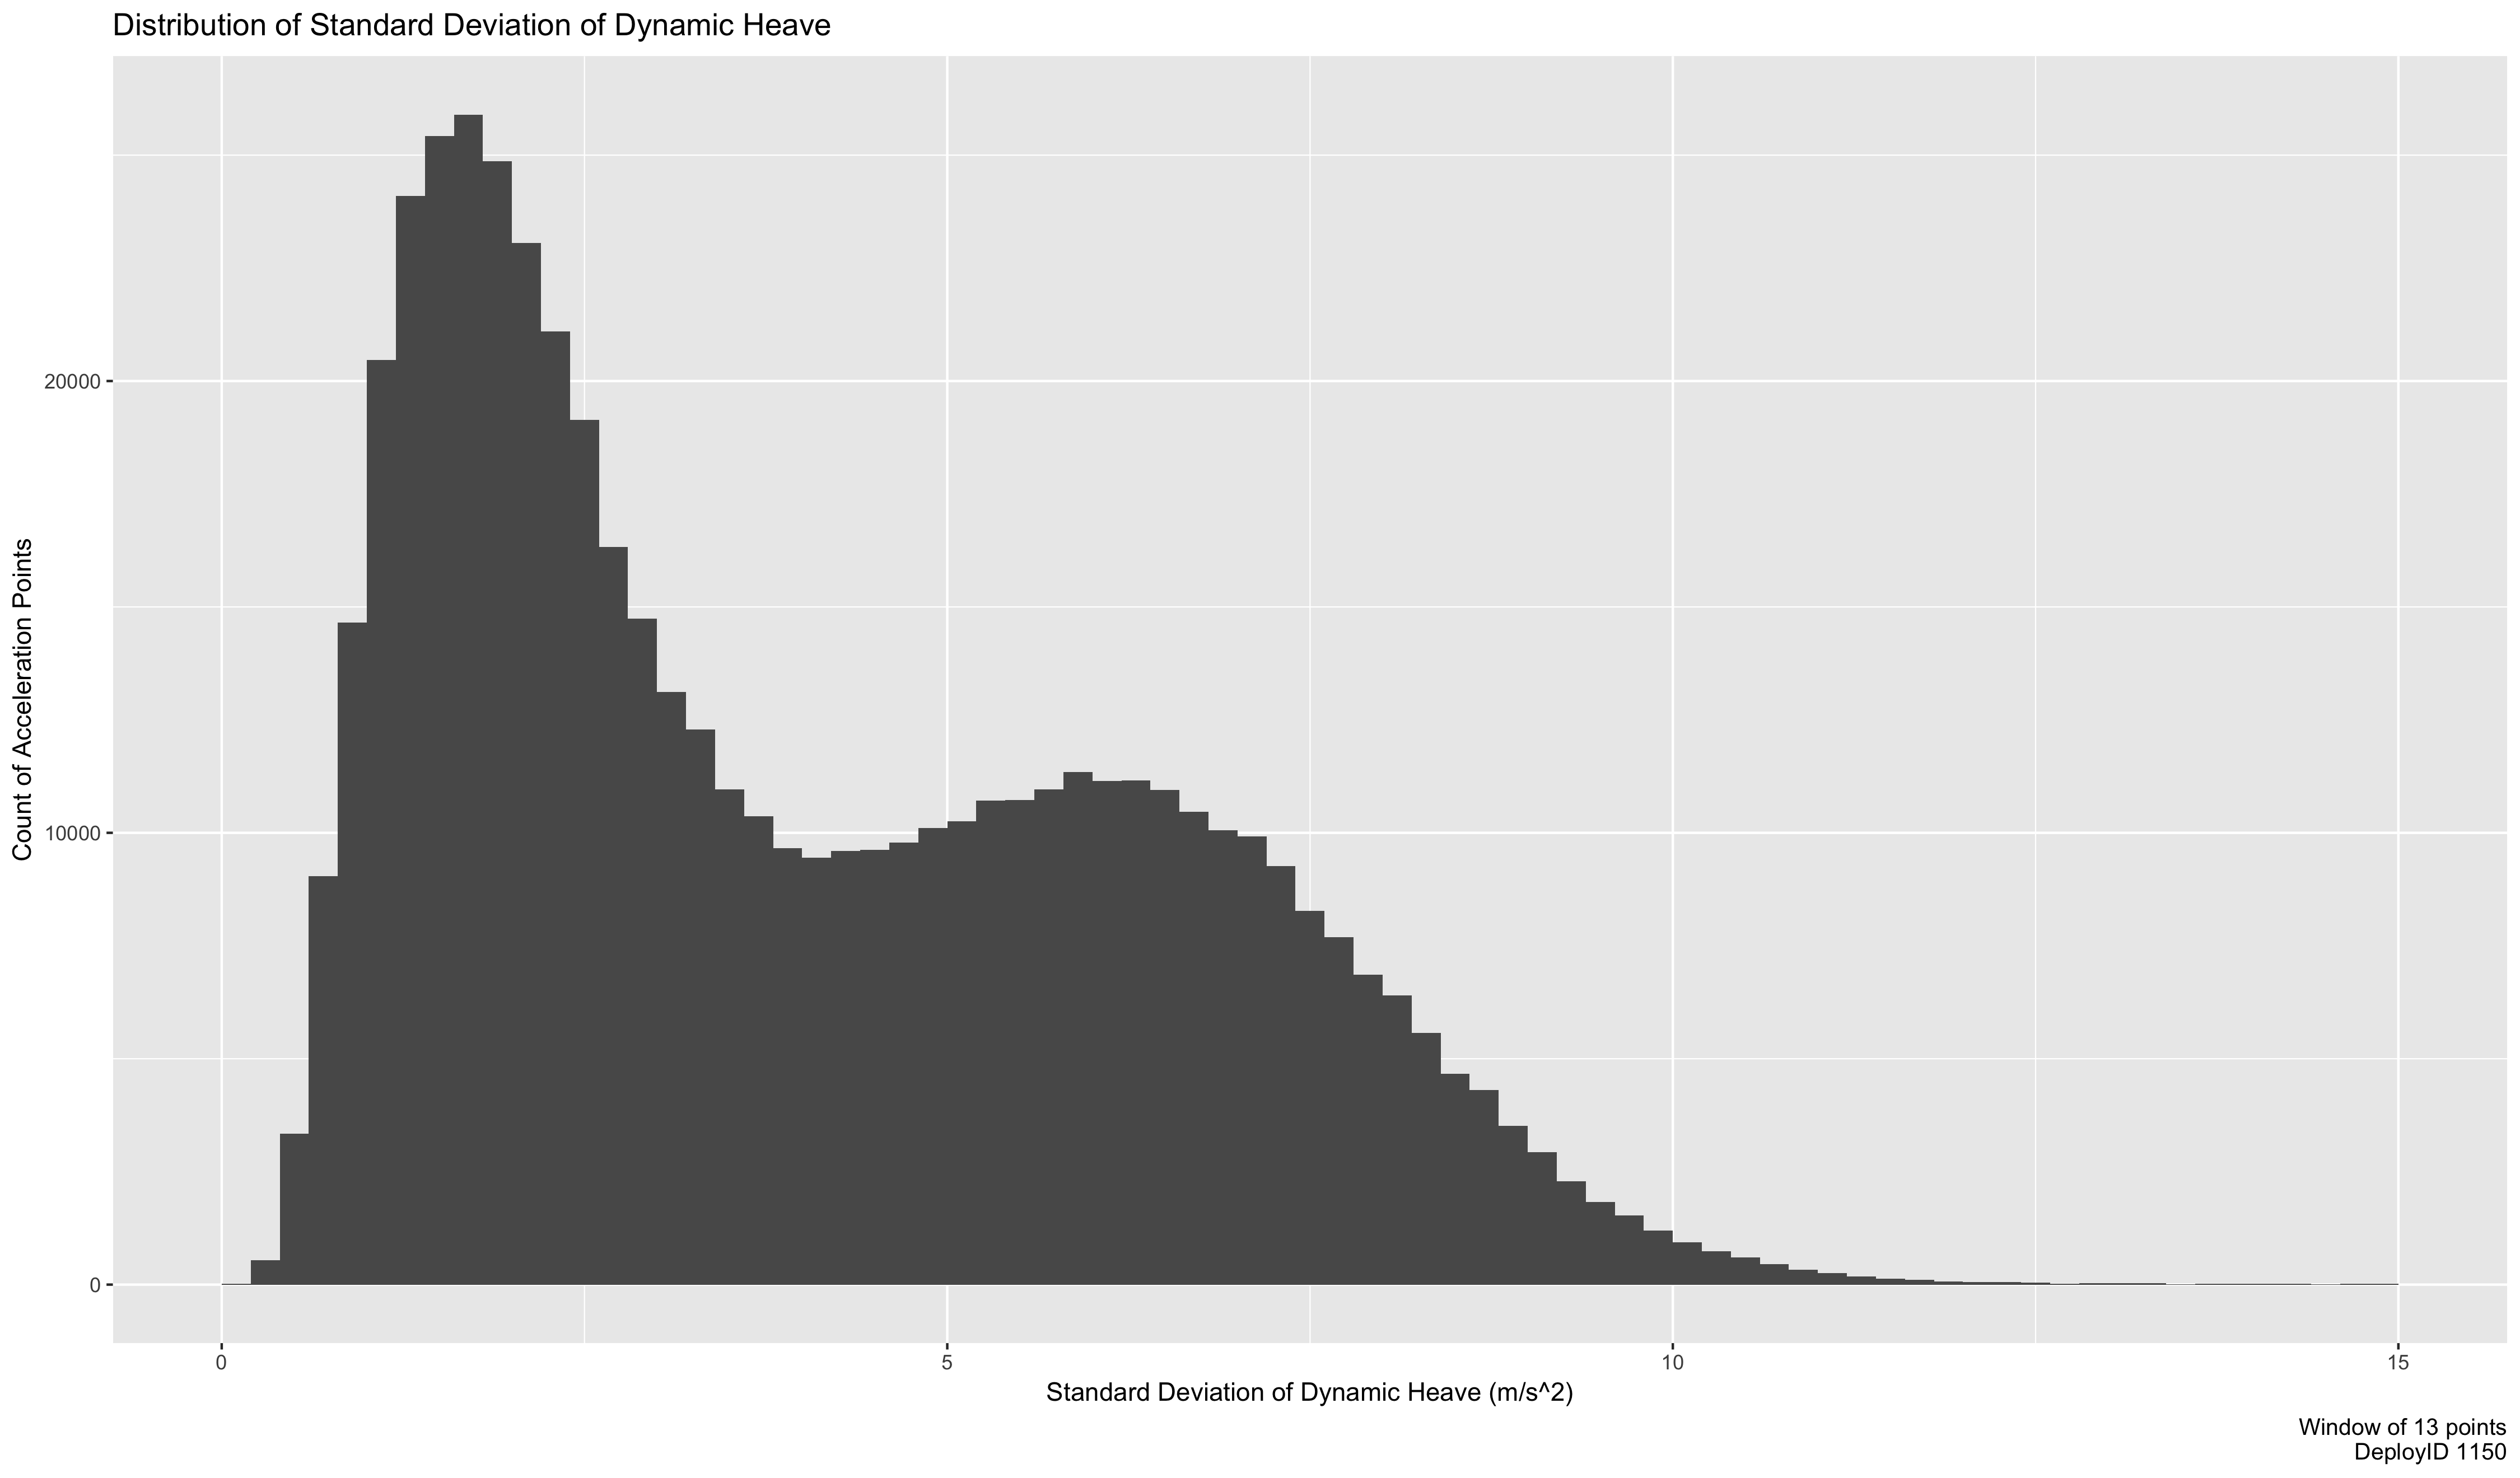 Distribution of Standard Deviation of Dynamic Heave
Count of Acceleration Points
20000
10000
0
0
5
10
15
Standard Deviation of Dynamic Heave (m/s^2)
Window of 13 points
DeployID 1150